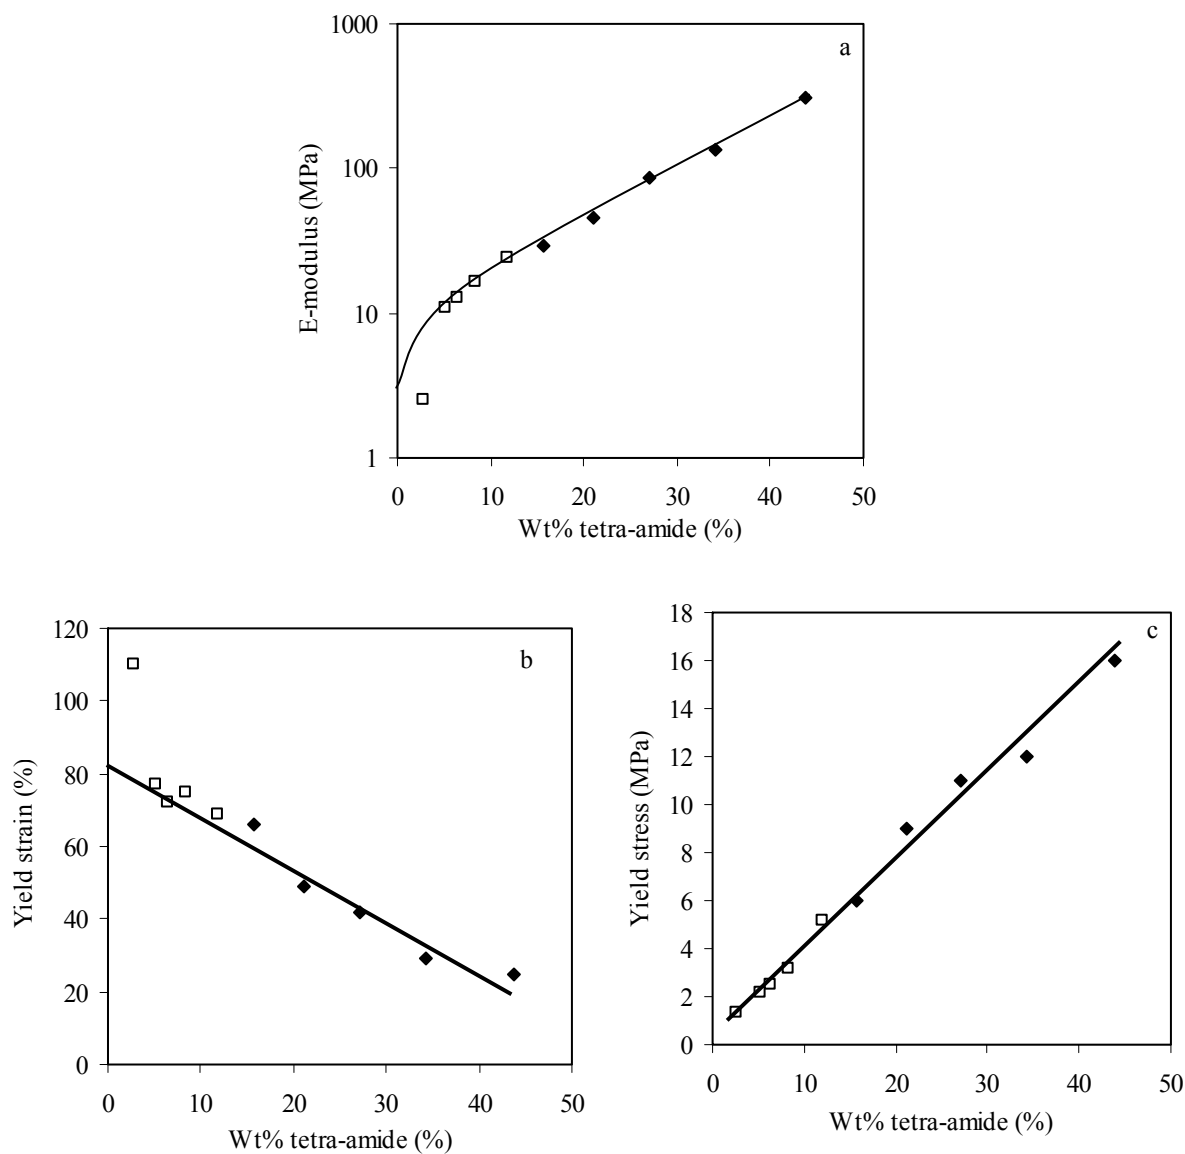 a
E-modulus (MPa)
1000
100
10
1
0 10 20 30 40 50
Wt% tetra-amide (%)
b
Yield strain (%)
120
100
80
60
40
20
0
0 10 20 30 40 50
Wt% tetra-amide (%)
c
Yield stress (MPa)
18
16
14
12
10
8
6
4
2
0
0 10 20 30 40 50
Wt% tetra-amide (%)